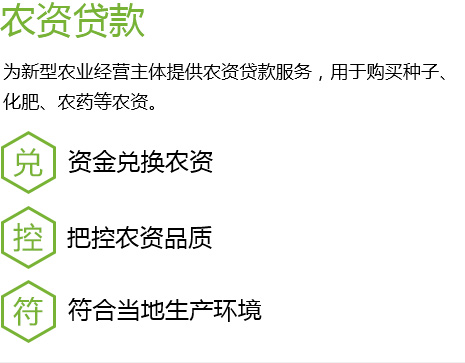 农资贷款
为新型农业经营主体提供农资贷款服务，用于购买种子、
化肥、农药等农资。
兑 资金兑换农资
控 把控农资品质
符 符合当地生产环境